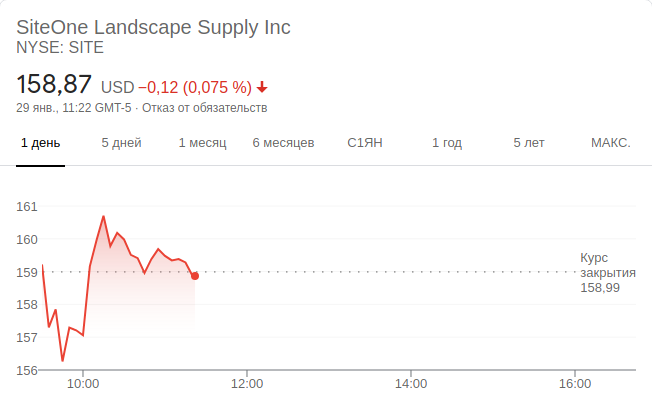 SiteOne Landscape Supply Inc
NYSE: SITE
158,87 USD −0,12 (0,075 %)
29 янв., 11:22 GMT-5 · Отказ от обязательств
1 день 5 дней 1 месяц 6 месяцев С1ЯН 1 год 5 лет МАКС.
161
160
159
158
157
156
Курс
закрытия
158,99
10:00 12:00 14:00 16:00